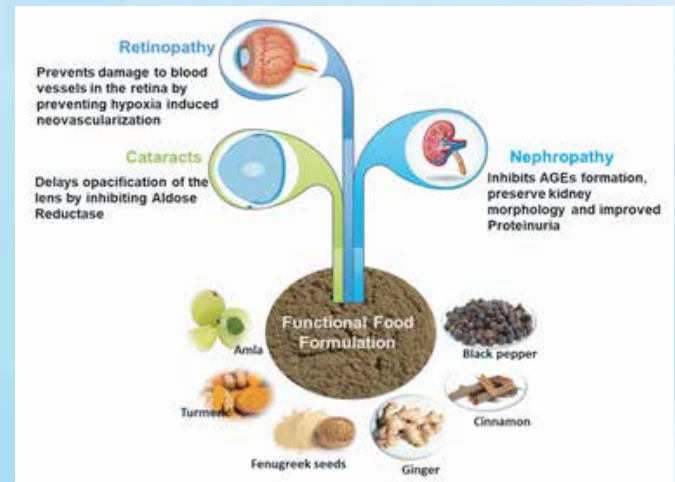 Retinopathy
Prevents damage to blood
vessels in the retina by
preventing hypoxia induced
neovascularization
Cataracts
Delays opacification of the
lens by inhibiting Aldose
Reductase
Nephropathy
Inhibits AGEs formation,
preserve kidney
morphology and improved
Proteinuria
Functional Food
Formulation
Amla
Turmeric
Fenugreek seeds
Ginger
Cinnamon
Black pepper